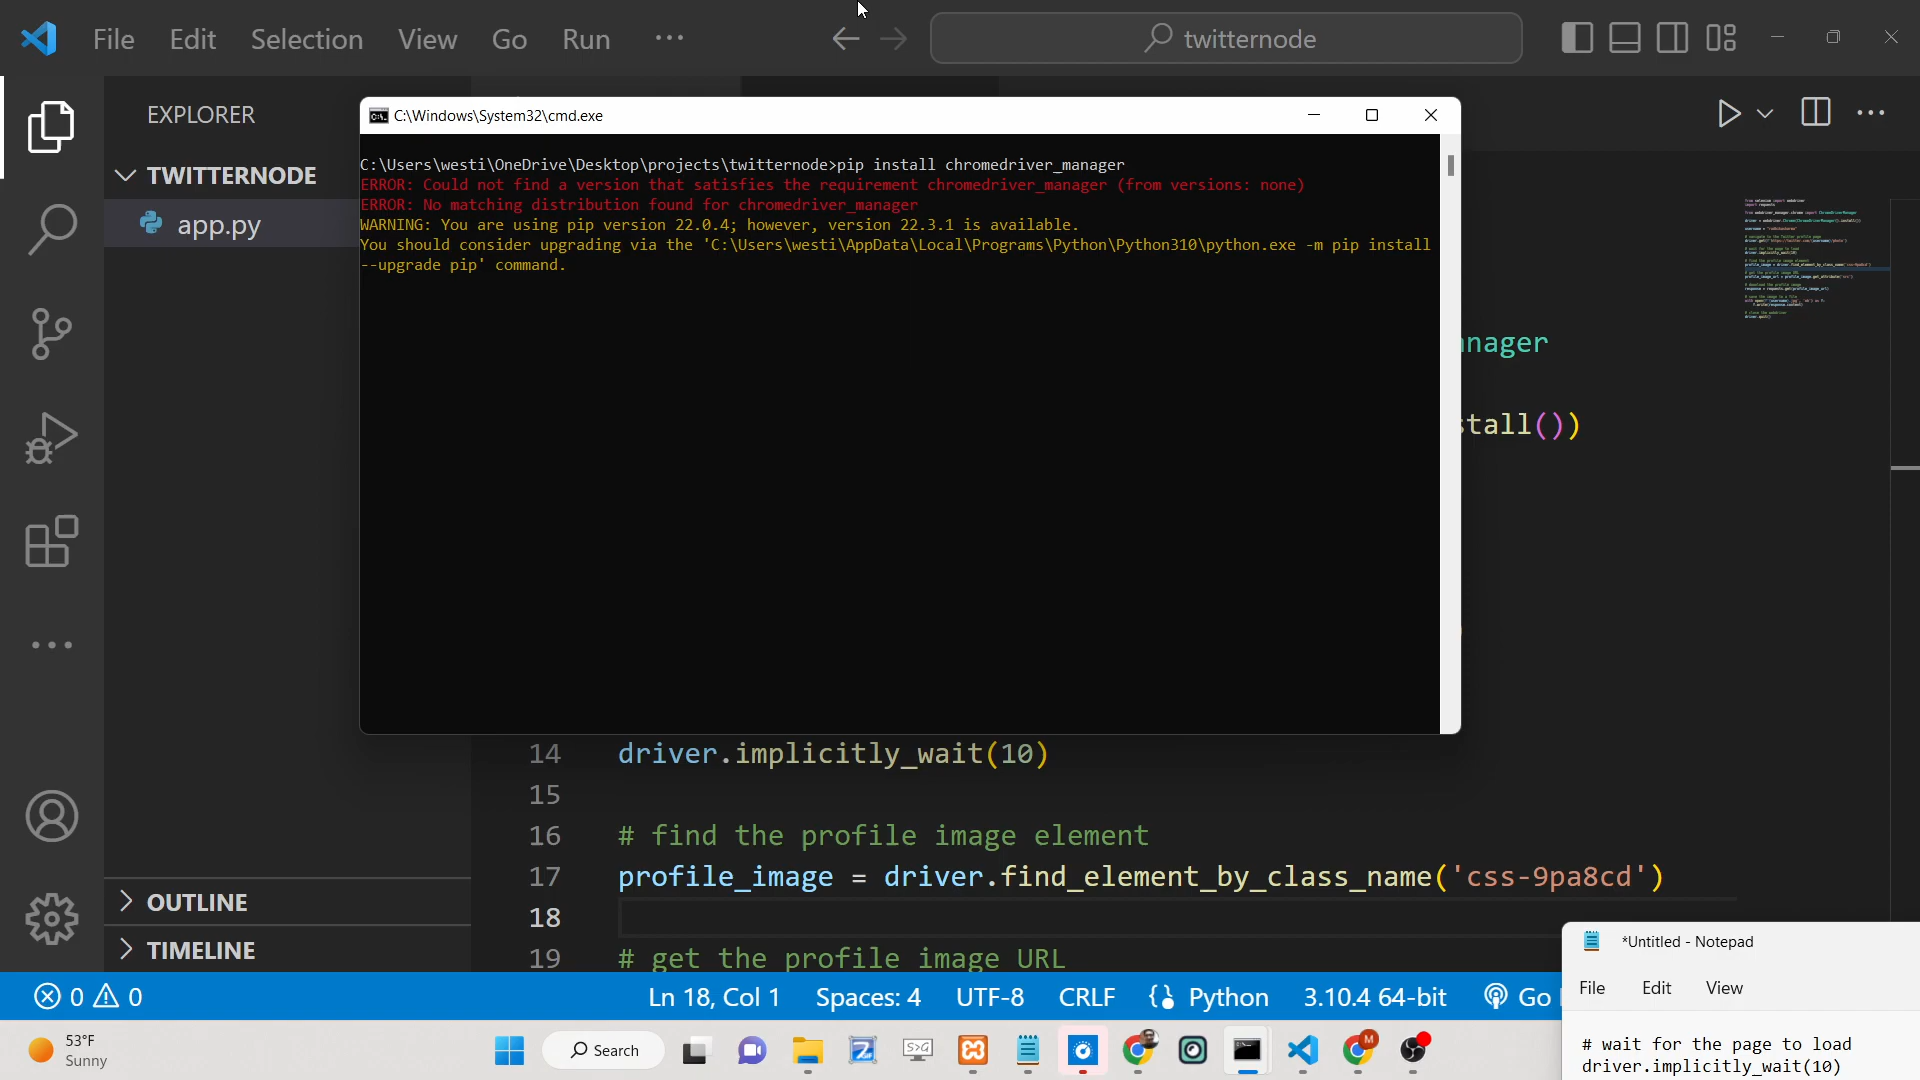 File Edit Selection View Go Run ...
twitternode
EXPLORER
TWITTERNODE
app.py
C:\Windows\System32\cmd.exe
C:\Users\westi\OneDrive\Desktop\projects\twitternode>pip install chromedriver_manager
ERROR: Could not find a version that satisfies the requirement chromedriver_manager (from versions: none)
ERROR: No matching distribution found for chromedriver_manager
WARNING: You are using pip version 22.0.4; however, version 22.3.1 is available.
You should consider upgrading via the 'C:\Users\westi\AppData\Local\Programs\Python\Python310\python.exe -m pip install
--upgrade pip' command.
nager
tall())
14 driver.implicitly_wait(10)
15
16 # find the profile image element
17 profile_image = driver.find_element_by_class_name('css-9pa8cd')
18
19 # get the profile image URL
OUTLINE
TIMELINE
0 0 Ln 18, Col 1 Spaces: 4 UTF-8 CRLF Python 3.10.4 64-bit Go
*Untitled - Notepad
File Edit View
# wait for the page to load
driver.implicitly_wait(10)
53°F
Sunny
Search